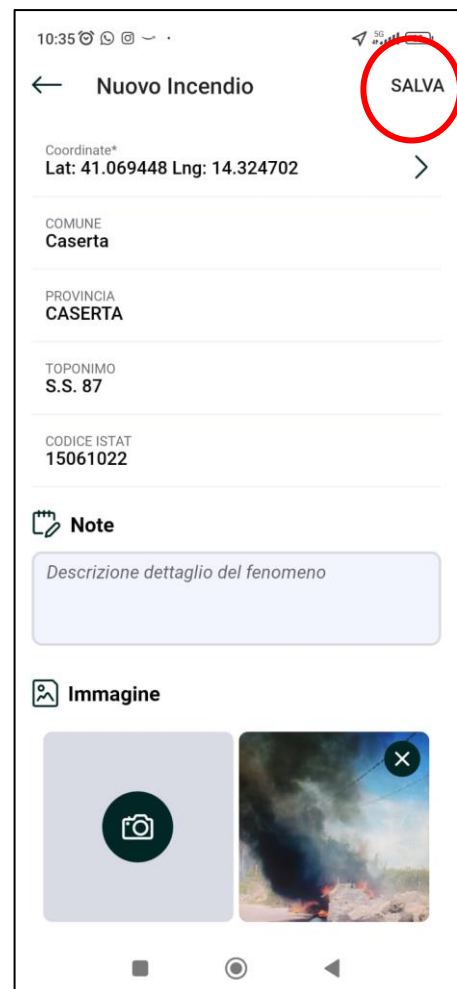 10:35
5G
Nuovo Incendio
SALVA
Coordinate*
Lat: 41.069448 Lng: 14.324702
COMUNE
Caserta
PROVINCIA
CASERTA
TOPONIMO
S.S. 87
CODICE ISTAT
15061022
Note
Descrizione dettaglio del fenomeno
Immagine